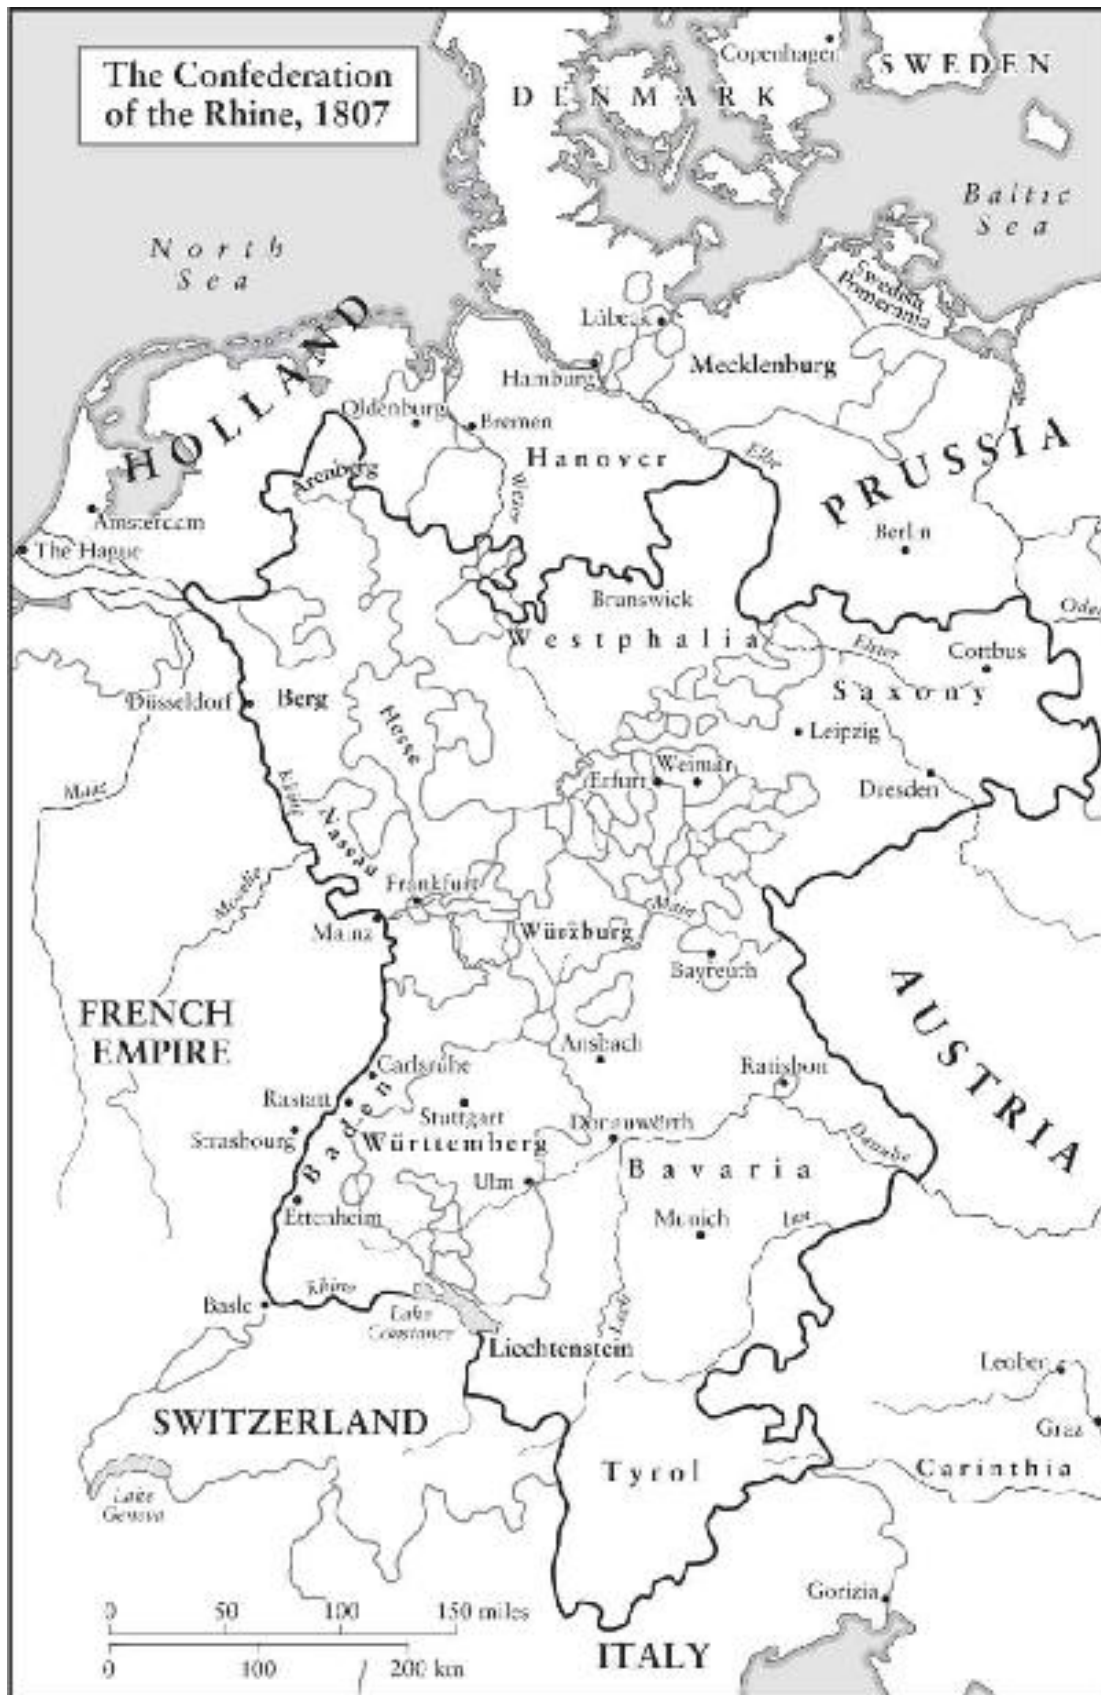 The Confederation
of the Rhine, 1807
Copenhagen
SWEDEN
DENMARK
Baltic
Sea
North
Sea
Swedish
Pomerania
Lübeck
Mecklenburg
Hamburg
HOLLAND
Oldenburg
Bremen
Hanover
Elbe
PRUSSIA
Arenberg
Weser
Amsterdam
Berlin
The Hague
Brunswick
Westphalia
Oder
Elster
Cottbus
Saxony
Düsseldorf
Berg
Hesse
Leipzig
Weimar
Erfurt
Dresden
Rhine
Nassau
Moselle
Frankfurt
Mainz
Würzburg
Bayreuth
FRENCH
EMPIRE
AUSTRIA
Ansbach
Carlsruhe
Ratisbon
Rastatt
Baden
Stuttgart
Strasbourg
Württemberg
Donauwörth
Danube
Ulm
Bavaria
Ettenheim
Munich
Inn
Basle
Rhine
Lake
Constance
Liechtenstein
Leoben
SWITZERLAND
Graz
Tyrol
Carinthia
Lake
Geneva
Gorizia
0 50 100 150 miles
0 100 200 km
ITALY